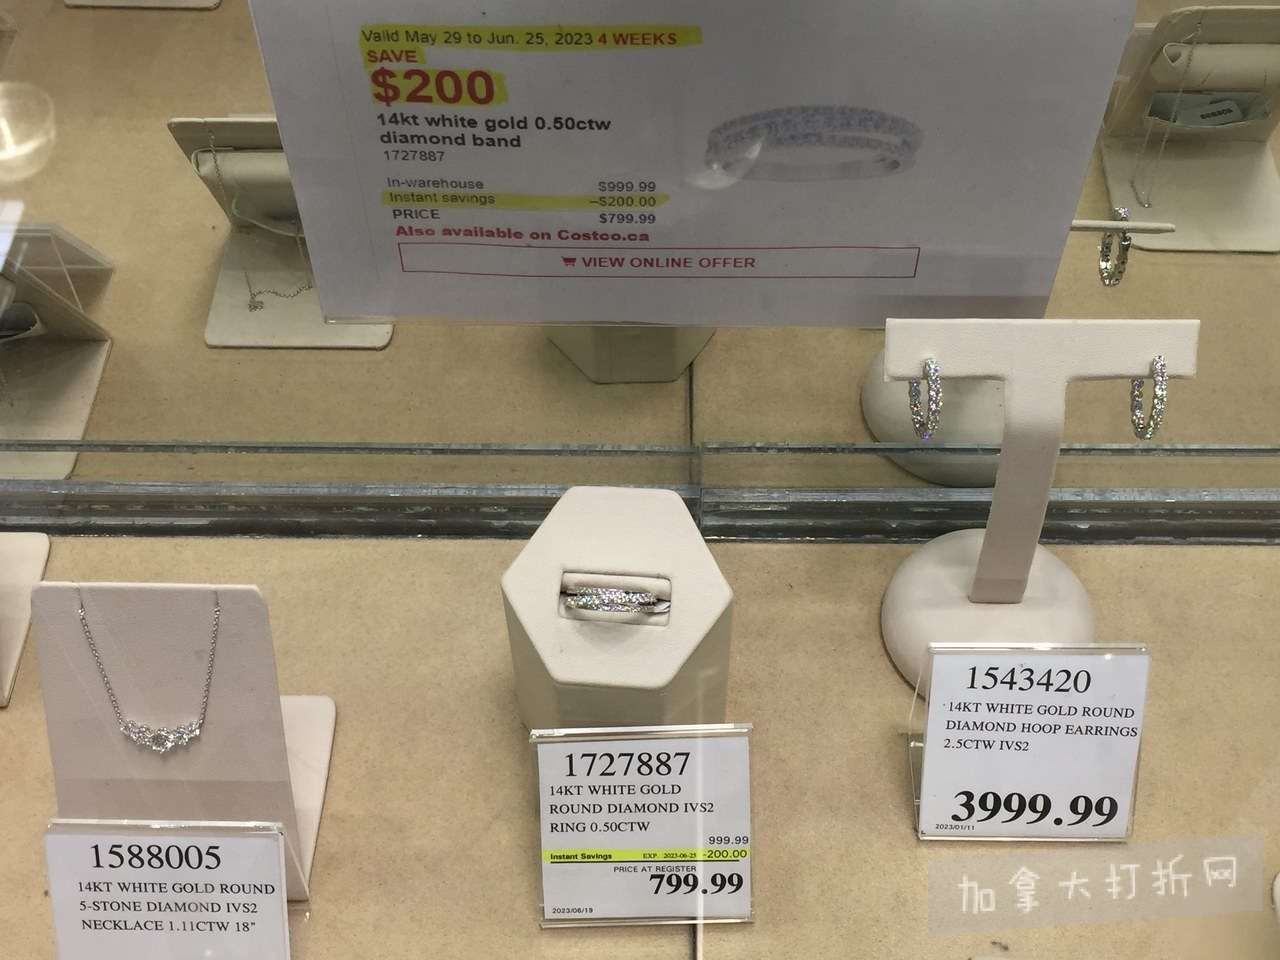 Valid May 29 to Jun. 25, 2023 4 WEEKS
SAVE
$200
14kt white gold 0.50ctw
diamond band
1727887
In-warehouse $999.99
Instant savings –$200.00
PRICE $799.99
Also available on Costco.ca
VIEW ONLINE OFFER
1543420
14KT WHITE GOLD ROUND
DIAMOND HOOP EARRINGS
2.5CTW IVS2
3999.99
2023/01/11
1727887
14KT WHITE GOLD
ROUND DIAMOND IVS2
RING 0.50CTW
999.99
Instant Savings EXP. 2023-06-25 -200.00
PRICE AT REGISTER
799.99
2023/06/19
1588005
14KT WHITE GOLD ROUND
5-STONE DIAMOND IVS2
NECKLACE 1.11CTW 18"
加拿大打折网